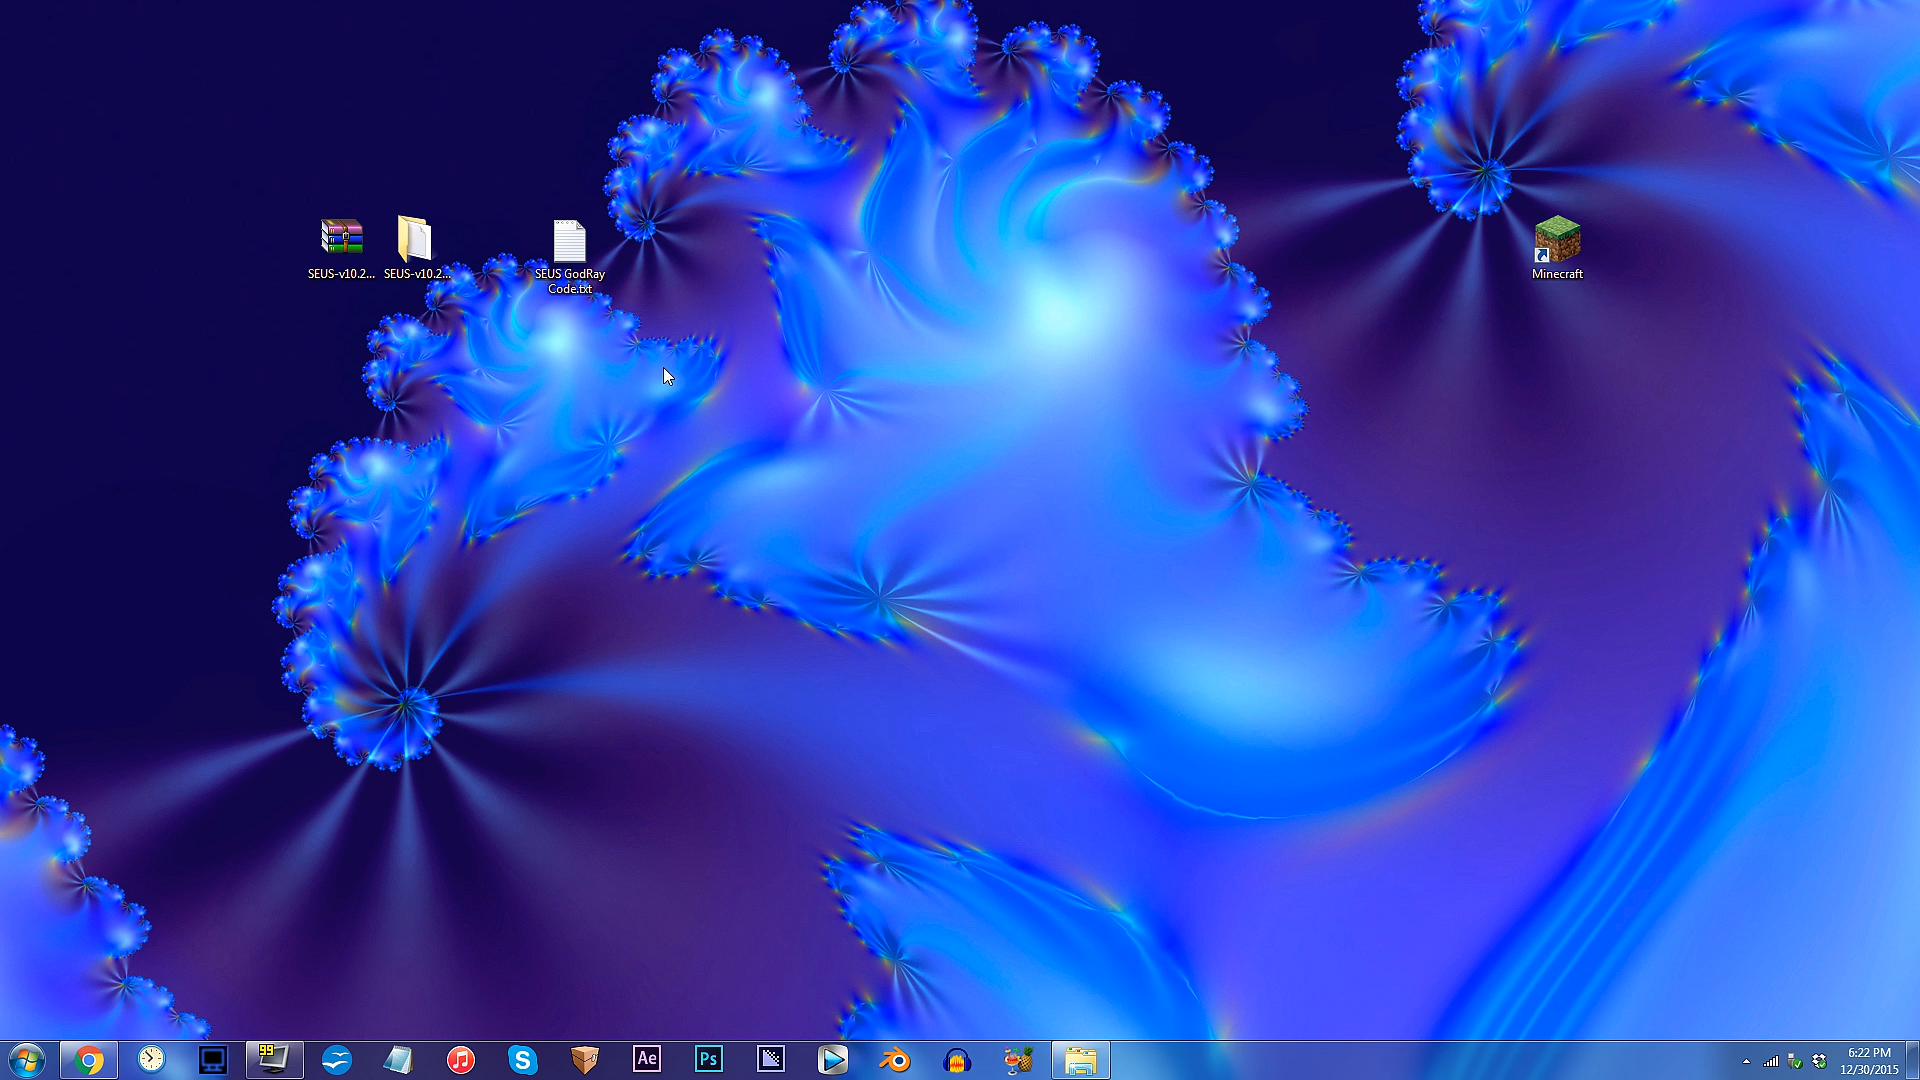 SEUS-v10.2...
SEUS-v10.2...
SEUS GodRay
Code.txt
Minecraft
99
Ae
Ps
6:22 PM
12/30/2015